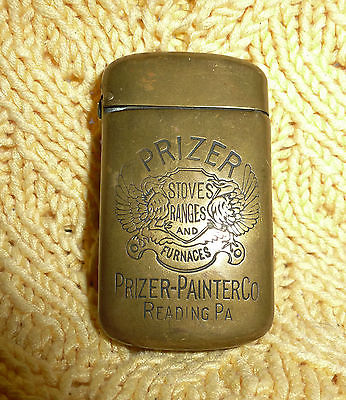 PRIZER
STOVES
RANGES
AND
FURNACES
PRIZER-PAINTER CO
READING, PA